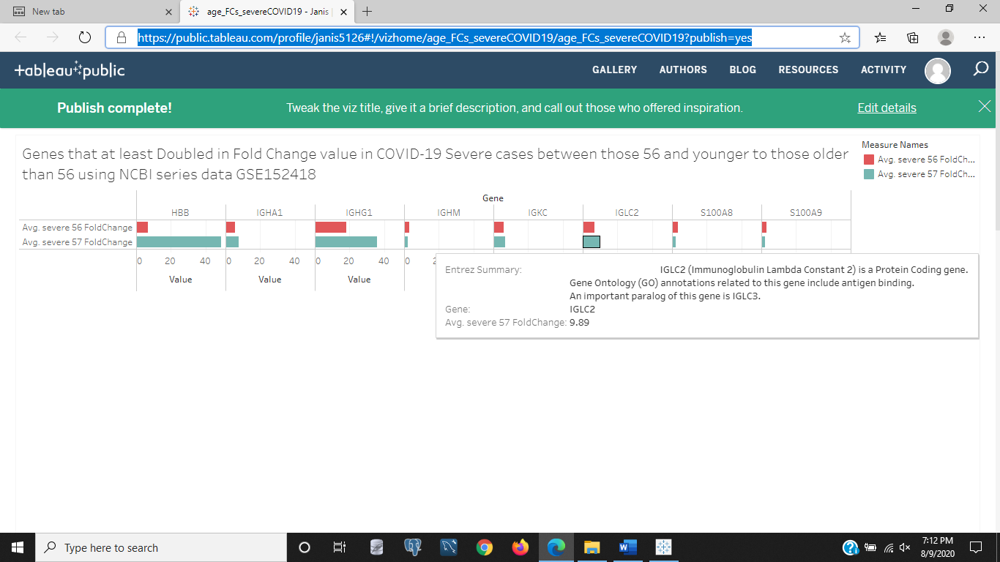 New tab
age_FCs_severeCOVID19 - Janis
https://public.tableau.com/profile/janis5126#!/vizhome/age_FCs_severeCOVID19/age_FCs_severeCOVID19?publish=yes
+ableau public
GALLERY AUTHORS BLOG RESOURCES ACTIVITY
Publish complete! Tweak the viz title, give it a brief description, and call out those who offered inspiration. Edit details
Genes that at least Doubled in Fold Change value in COVID-19 Severe cases between those 56 and younger to those older
than 56 using NCBI series data GSE152418
Measure Names
Avg. severe 56 FoldCh...
Avg. severe 57 FoldCh...
Gene
HBB IGHA1 IGHG1 IGHM IGKC IGLC2 S100A8 S100A9
Avg. severe 56 FoldChange
Avg. severe 57 FoldChange
0 20 40 0 20 40 0 20 40 0
Value Value Value
Entrez Summary: IGLC2 (Immunoglobulin Lambda Constant 2) is a Protein Coding gene.
Gene Ontology (GO) annotations related to this gene include antigen binding.
An important paralog of this gene is IGLC3.
Gene: IGLC2
Avg. severe 57 FoldChange: 9.89
Type here to search
7:12 PM
8/9/2020